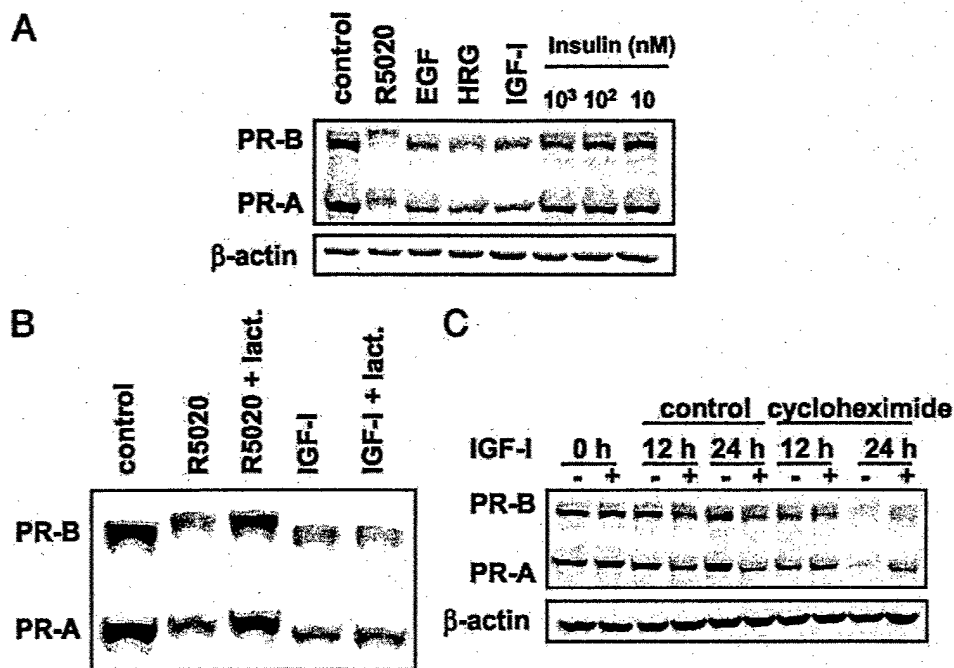 A
control
R5020
EGF
HRG
IGF-I
Insulin (nM)
10³ 10² 10
PR-B
PR-A
β-actin
B
control
R5020
R5020 + lact.
IGF-I
IGF-I + lact.
PR-B
PR-A
C
control cycloheximide
IGF-I 0 h 12 h 24 h 12 h 24 h
- + - + - + - + - +
PR-B
PR-A
β-actin